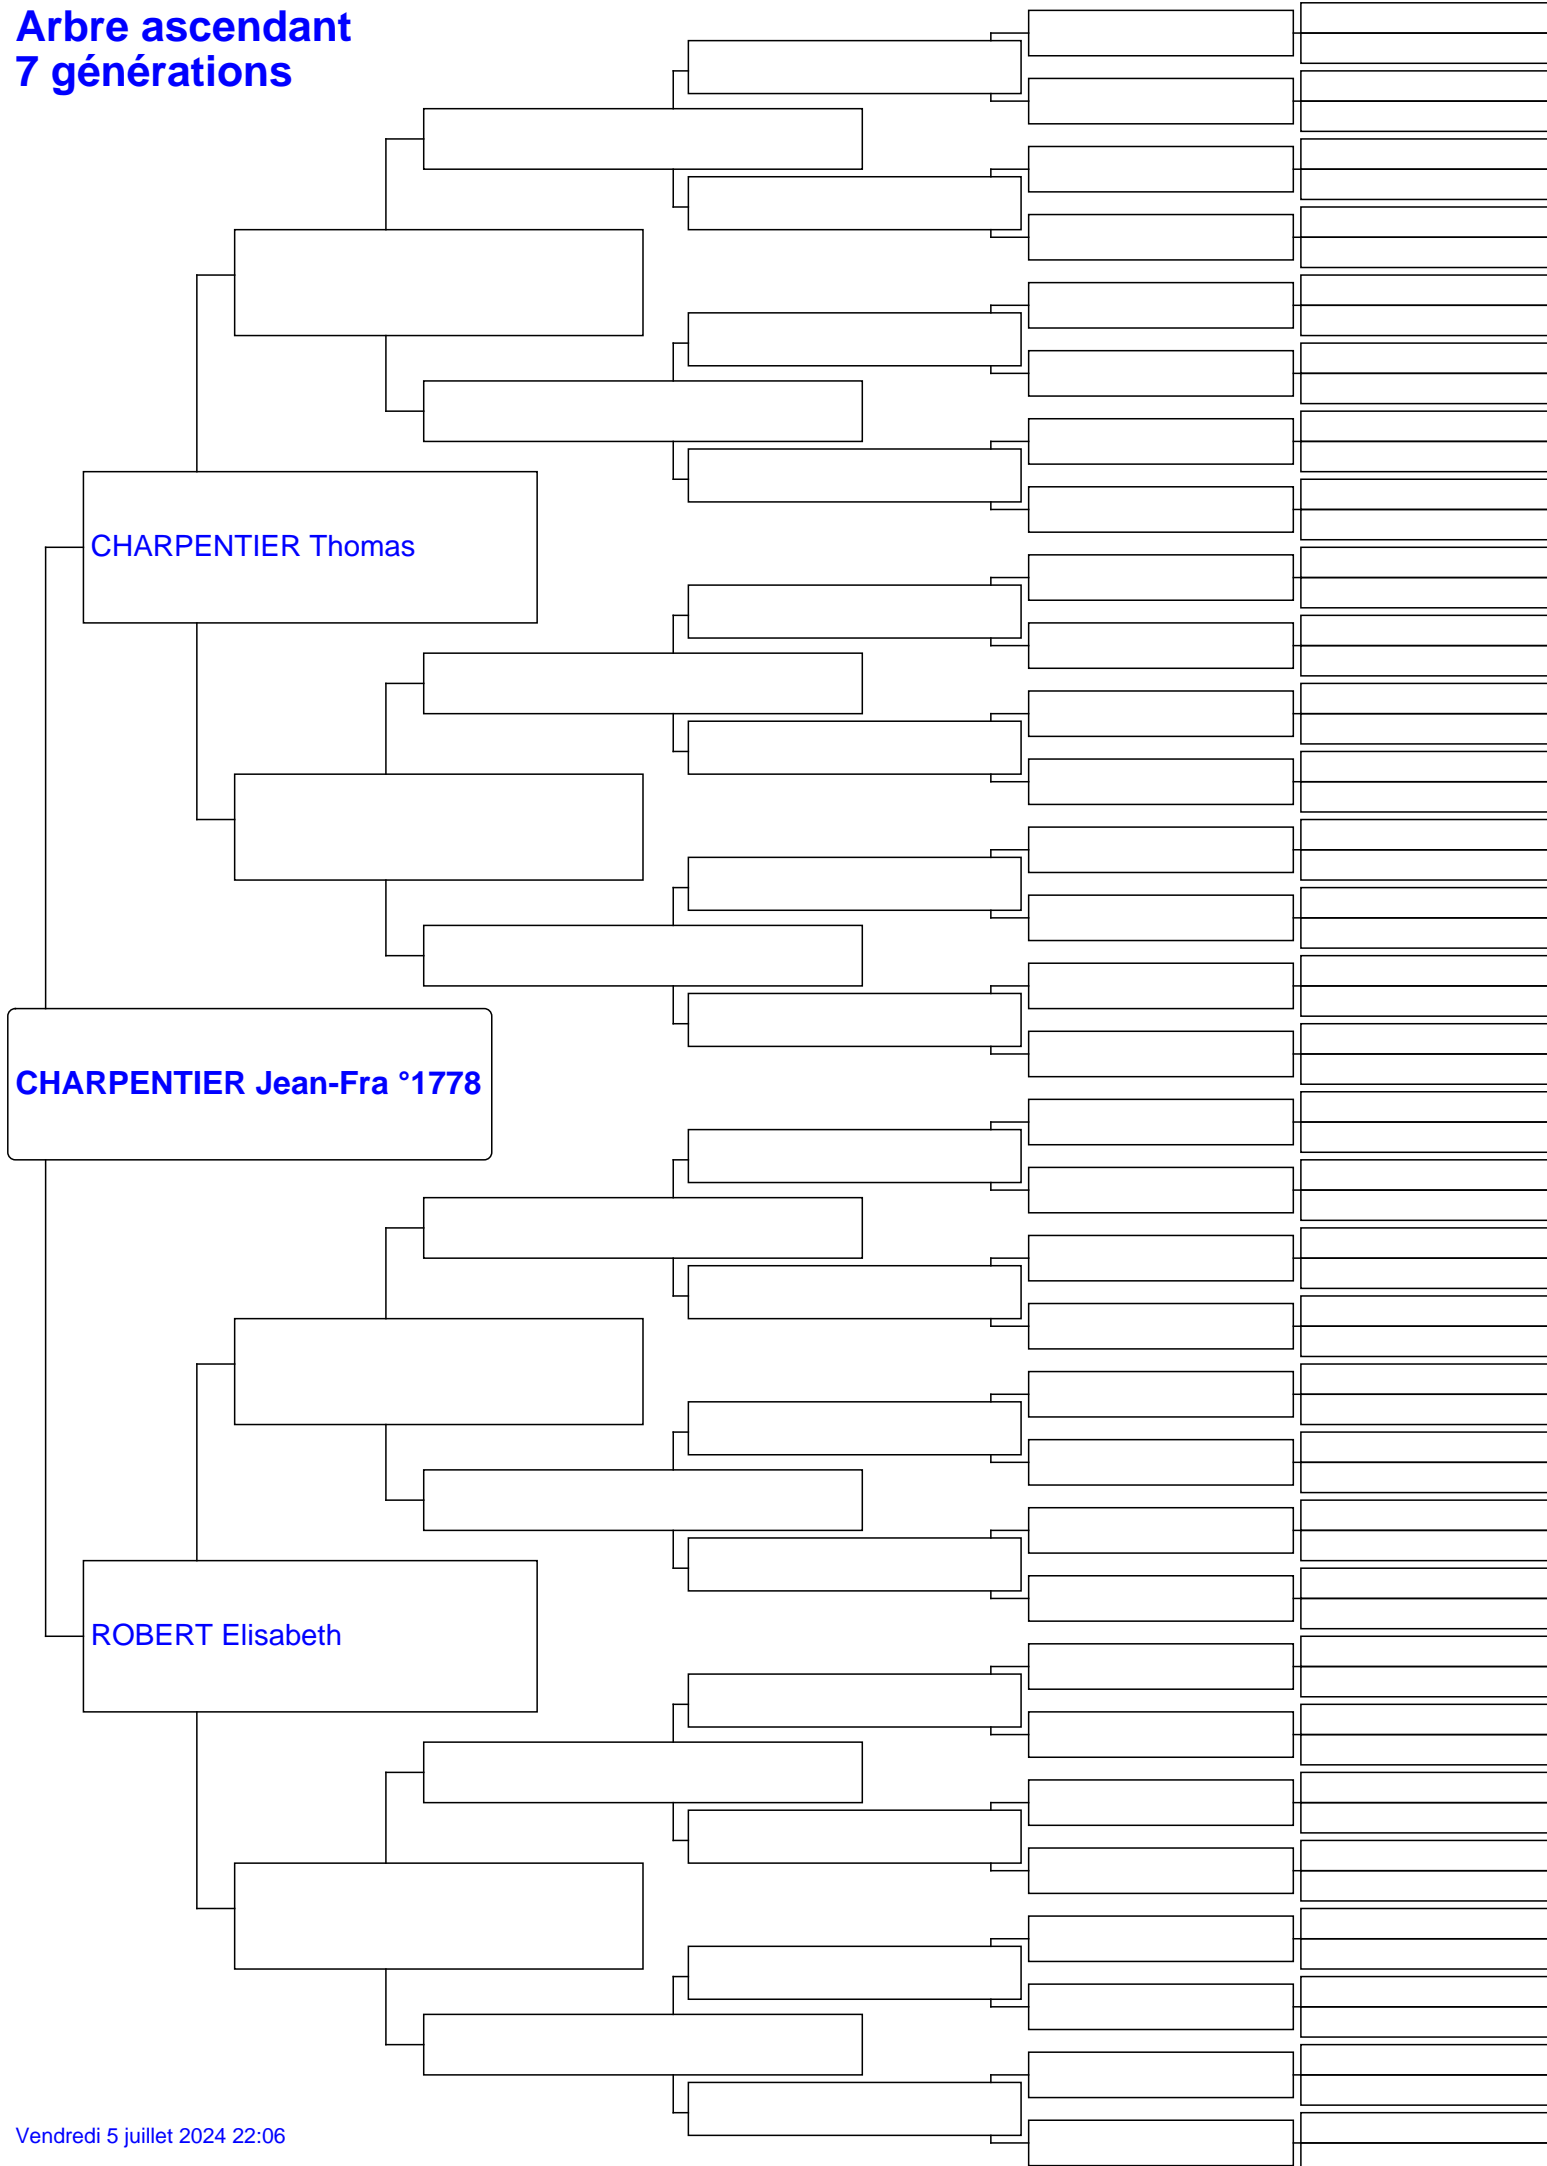 Arbre ascendant
7 générations
CHARPENTIER Thomas
CHARPENTIER Jean-Fra °1778
ROBERT Elisabeth
Vendredi 5 juillet 2024 22:06